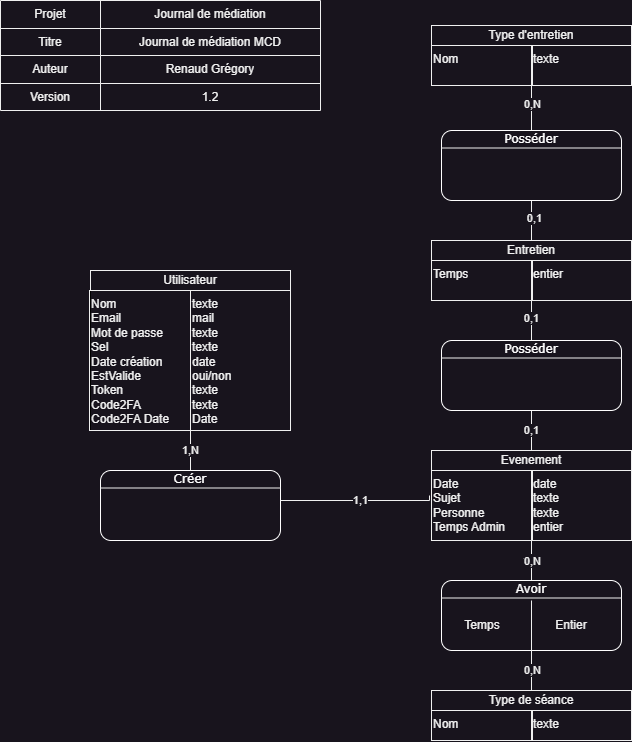 Projet Journal de médiation
Titre Journal de médiation MCD
Auteur Renaud Grégory
Version 1.2
Type d'entretien
Nom texte
0,N
Posséder
0,1
Entretien
Temps entier
0,1
Posséder
0,1
Utilisateur
Nom texte
Email mail
Mot de passe texte
Sel texte
Date création date
EstValide oui/non
Token texte
Code2FA texte
Code2FA Date Date
1,N
Créer
1,1
Evenement
Date date
Sujet texte
Personne texte
Temps Admin entier
0,N
Avoir
Temps Entier
0,N
Type de séance
Nom texte